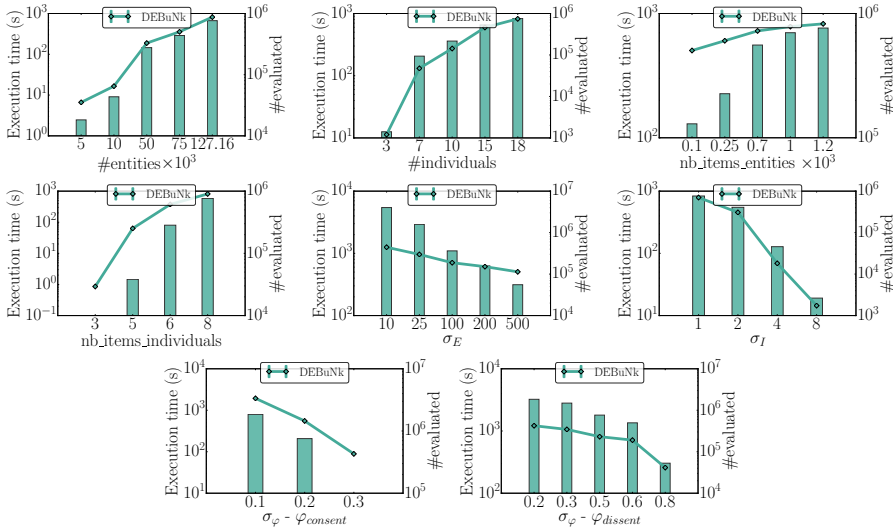 DEBuNk
Execution time (s)
10^3
10^2
10^1
10^0
10^6
10^5
10^4
#evaluated
5 10 50 75 127.16
#entities×10^3
DEBuNk
Execution time (s)
10^3
10^2
10^1
10^6
10^5
10^4
10^3
#evaluated
3 7 10 15 18
#individuals
DEBuNk
Execution time (s)
10^3
10^2
10^6
10^5
#evaluated
0.1 0.25 0.7 1 1.2
nb_items_entities ×10^3
DEBuNk
Execution time (s)
10^3
10^2
10^1
10^0
10^−1
10^6
10^5
10^4
#evaluated
3 5 6 8
nb_items_individuals
DEBuNk
Execution time (s)
10^4
10^3
10^2
10^7
10^6
10^5
10^4
#evaluated
10 25 100 200 500
σ_E
DEBuNk
Execution time (s)
10^3
10^2
10^1
10^6
10^5
10^4
10^3
#evaluated
1 2 4 8
σ_I
DEBuNk
Execution time (s)
10^4
10^3
10^2
10^1
10^7
10^6
10^5
#evaluated
0.1 0.2 0.3
σ_φ - φ_consent
DEBuNk
Execution time (s)
10^4
10^3
10^2
10^7
10^6
10^5
10^4
#evaluated
0.2 0.3 0.5 0.6 0.8
σ_φ - φ_dissent